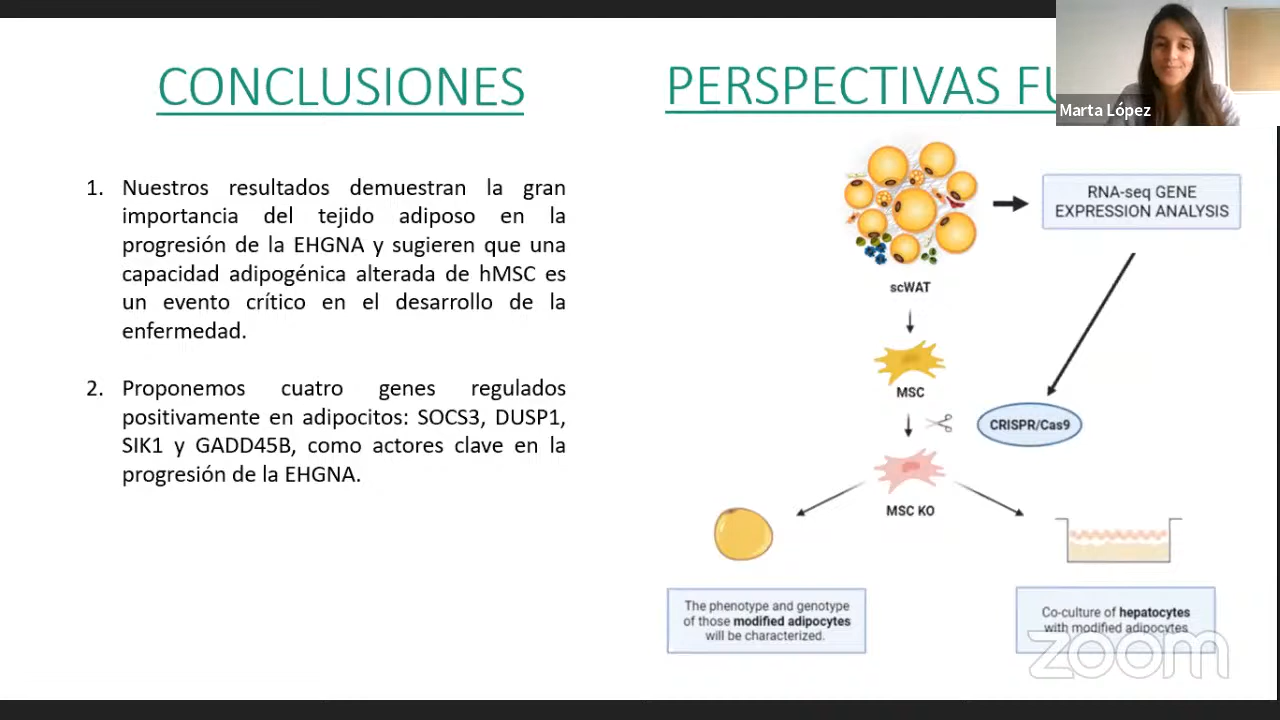 CONCLUSIONES
1. Nuestros resultados demuestran la gran
importancia del tejido adiposo en la
progresión de la EHGNA y sugieren que una
capacidad adipogénica alterada de hMSC es
un evento crítico en el desarrollo de la
enfermedad.
2. Proponemos cuatro genes regulados
positivamente en adipocitos: SOCS3, DUSP1,
SIK1 y GADD45B, como actores clave en la
progresión de la EHGNA.
PERSPECTIVAS FU
Marta López
RNA-seq GENE
EXPRESSION ANALYSIS
scWAT
MSC
CRISPR/Cas9
MSC KO
The phenotype and genotype
of those modified adipocytes
will be characterized.
Co-culture of hepatocytes
with modified adipocytes
zoom